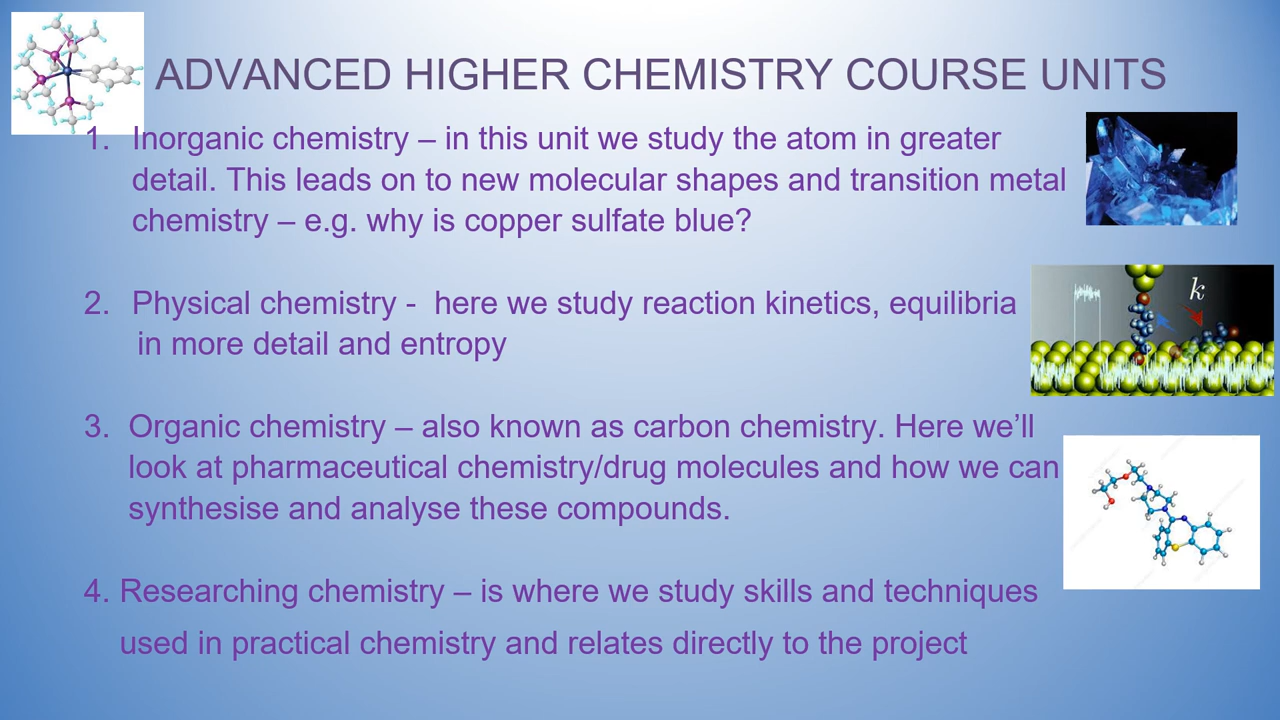 ADVANCED HIGHER CHEMISTRY COURSE UNITS
1. Inorganic chemistry – in this unit we study the atom in greater
detail. This leads on to new molecular shapes and transition metal
chemistry – e.g. why is copper sulfate blue?
2. Physical chemistry - here we study reaction kinetics, equilibria
in more detail and entropy
k
3. Organic chemistry – also known as carbon chemistry. Here we’ll
look at pharmaceutical chemistry/drug molecules and how we can
synthesise and analyse these compounds.
4. Researching chemistry – is where we study skills and techniques
used in practical chemistry and relates directly to the project